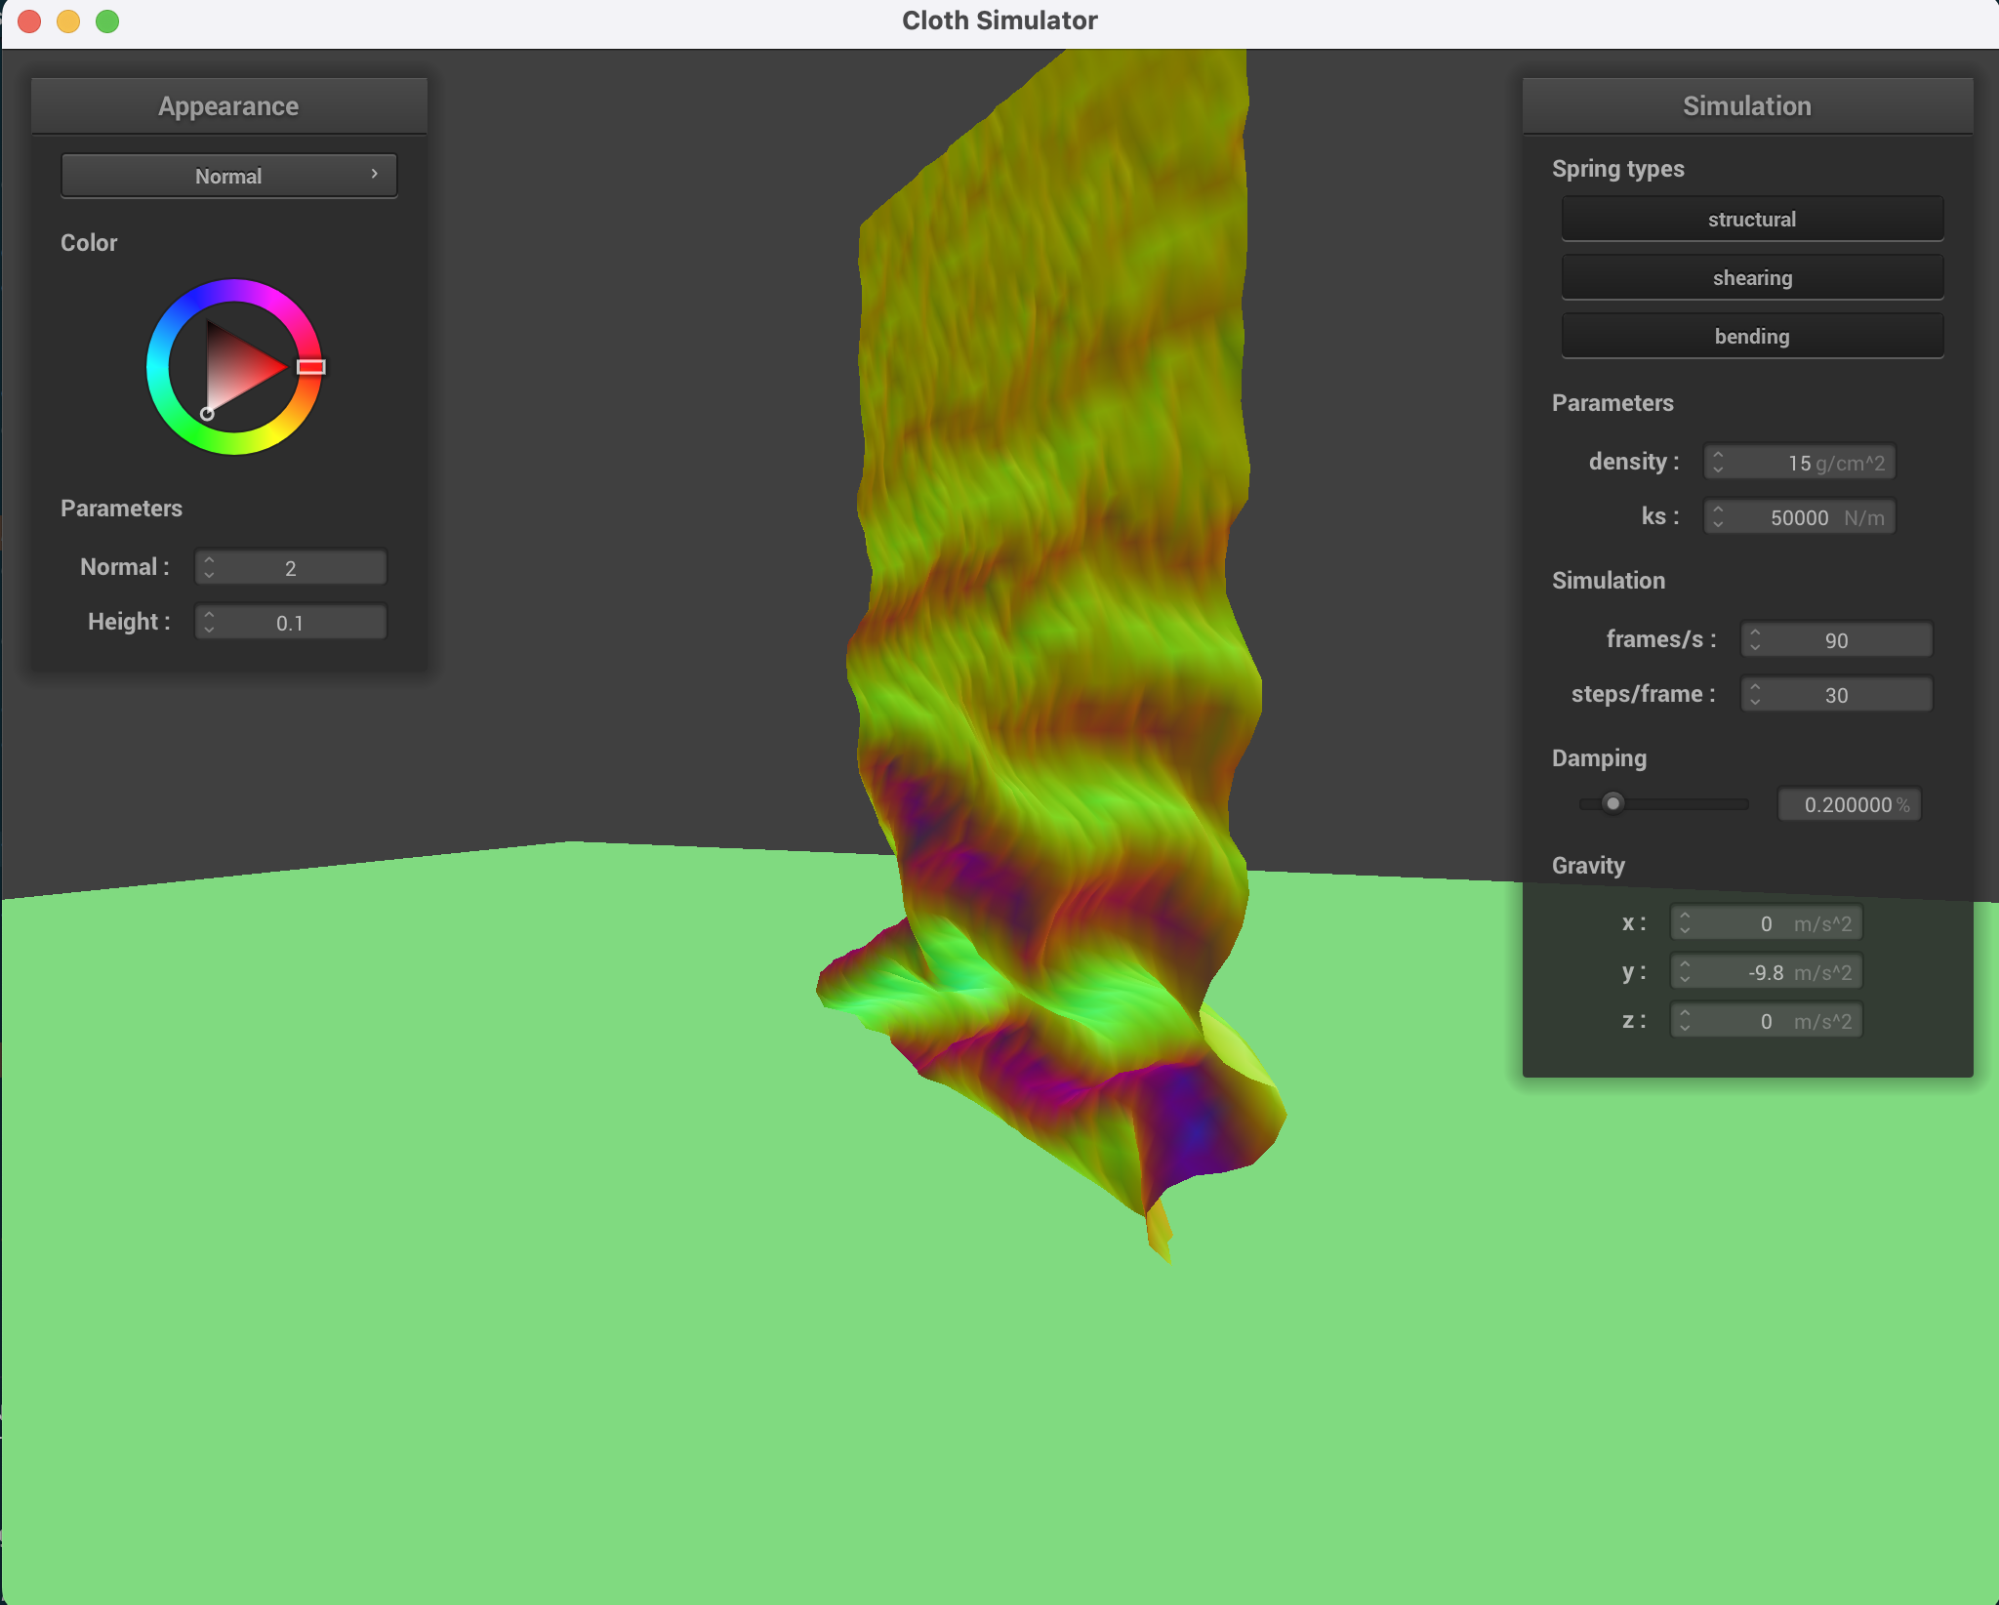 Cloth Simulator
Appearance
Normal
Color
Parameters
Normal : 2
Height : 0.1
Simulation
Spring types
structural
shearing
bending
Parameters
density : 15 g/cm^2
ks : 50000 N/m
Simulation
frames/s : 90
steps/frame : 30
Damping
0.200000 %
Gravity
x : 0 m/s^2
y : -9.8 m/s^2
z : 0 m/s^2